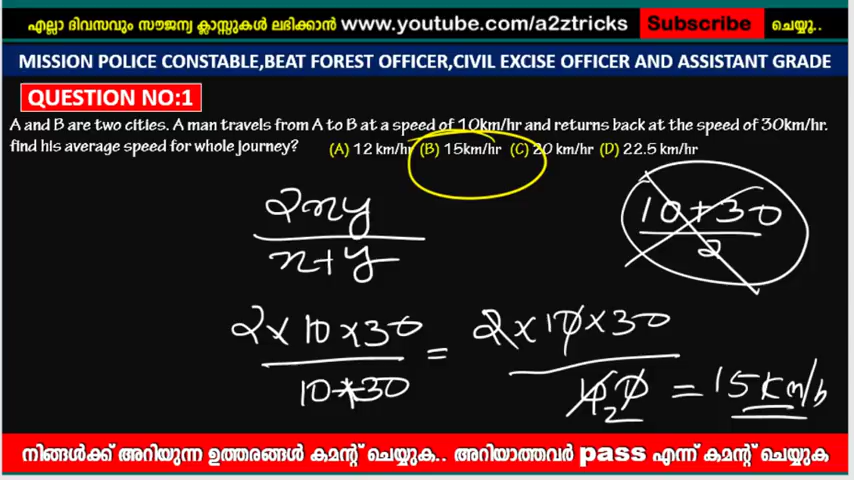 എല്ലാ ദിവസവും സൗജന്യ ക്ലാസ്സുകൾ ലഭിക്കാൻ www.youtube.com/a2ztricks Subscribe ചെയ്യൂ..
MISSION POLICE CONSTABLE,BEAT FOREST OFFICER,CIVIL EXCISE OFFICER AND ASSISTANT GRADE
QUESTION NO:1
A and B are two cities. A man travels from A to B at a speed of 10km/hr and returns back at the speed of 30km/hr.
find his average speed for whole journey? (A) 12 km/hr (B) 15km/hr (C) 20 km/hr (D) 22.5 km/hr
2xy
x+y
10+30
2
2×10×30
10+30
=
2×10×30
40
2
= 15 km/h
നിങ്ങൾക്ക് അറിയുന്ന ഉത്തരങ്ങൾ കമന്റ് ചെയ്യുക.. അറിയാത്തവർ pass എന്ന് കമന്റ് ചെയ്യുക